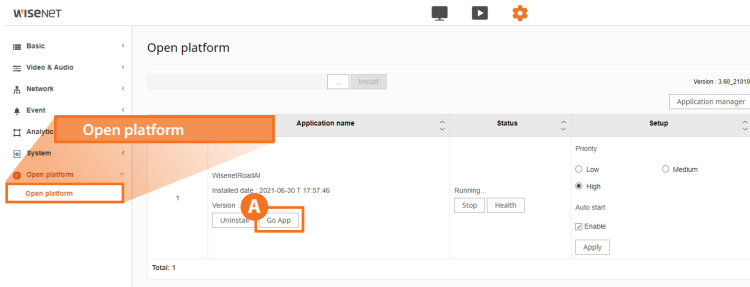 WISENET
Basic
Video & Audio
Network
Event
Analytic
System
Open platform
Open platform
Open platform
Open platform
... Install
Version : 3.60_21010
Application manager
Application name Status Setup
1
WisenetRoadAI
Installed date : 2021-06-30 T 17:57:46
Version :
A
Uninstall Go App
Running...
Stop Health
Priority
Low Medium
High
Auto start
Enable
Apply
Total: 1